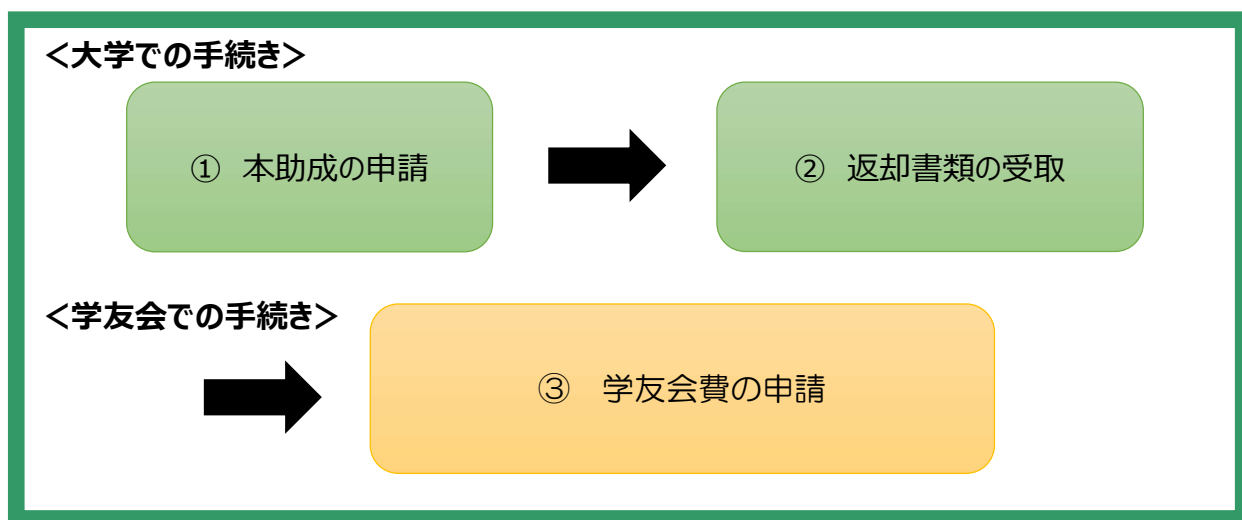 ＜大学での手続き＞
① 本助成の申請
② 返却書類の受取
＜学友会での手続き＞
③ 学友会費の申請